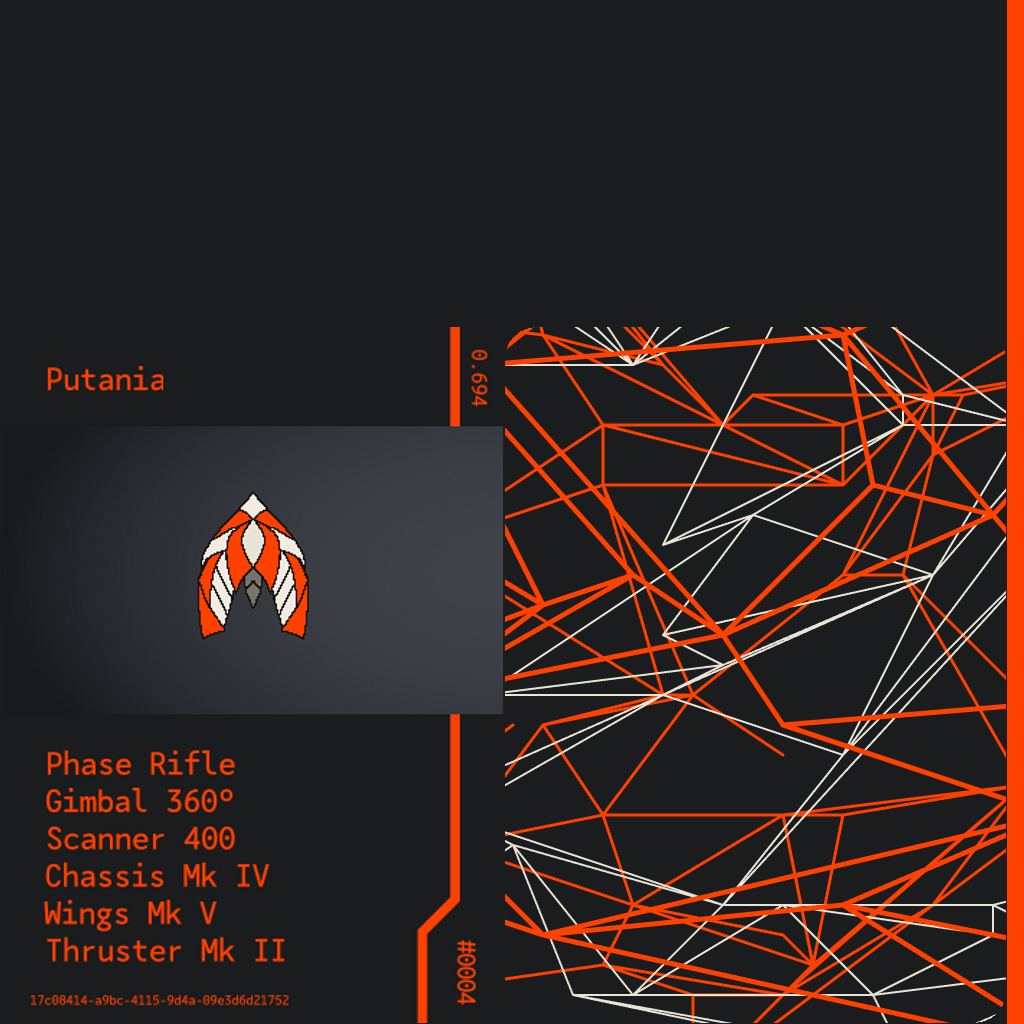 Putania
0.694
Phase Rifle
Gimbal 360º
Scanner 400
Chassis Mk IV
Wings Mk V
Thruster Mk II
#0004
17c08414-a9bc-4115-9d4a-09e3d6d21752